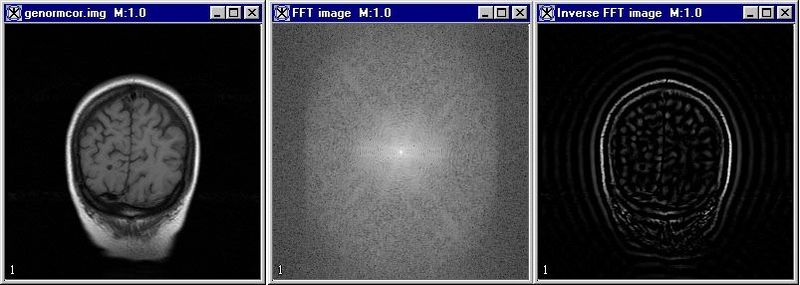 genormcor.img M:1.0
FFT image M:1.0
Inverse FFT image M:1.0
1
1
1